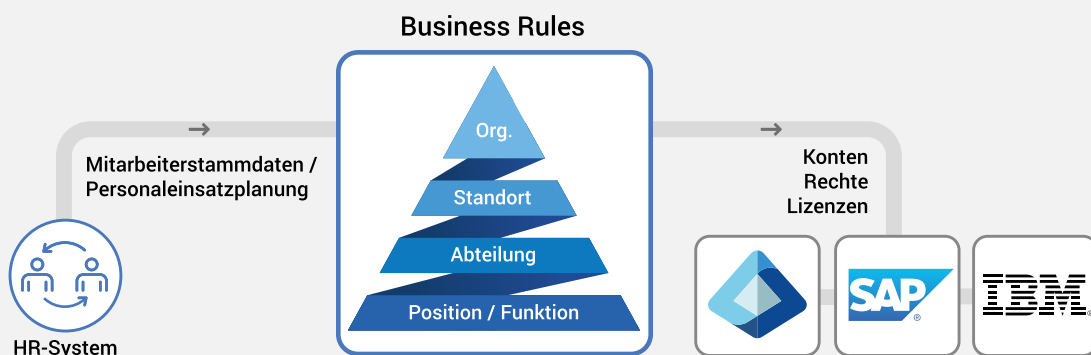 Business Rules
Mitarbeiterstammdaten /
Personaleinsatzplanung
Org.
Standort
Abteilung
Position / Funktion
Konten
Rechte
Lizenzen
HR-System
SAP®
IBM®